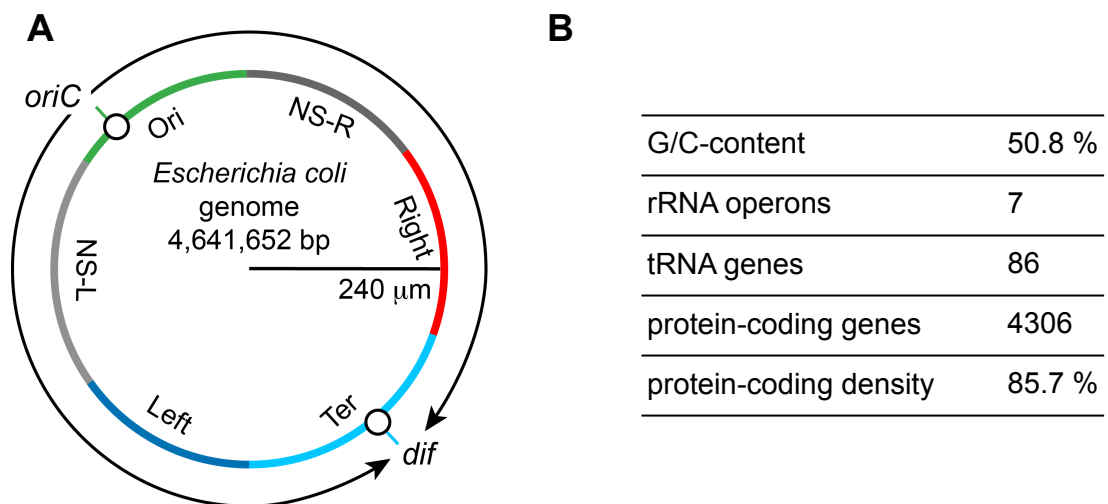 A
oriC
Ori
NS-R
Escherichia coli
genome
4,641,652 bp
Right
240 µm
NS-L
Left
Ter
dif
B
G/C-content 50.8 %
rRNA operons 7
tRNA genes 86
protein-coding genes 4306
protein-coding density 85.7 %